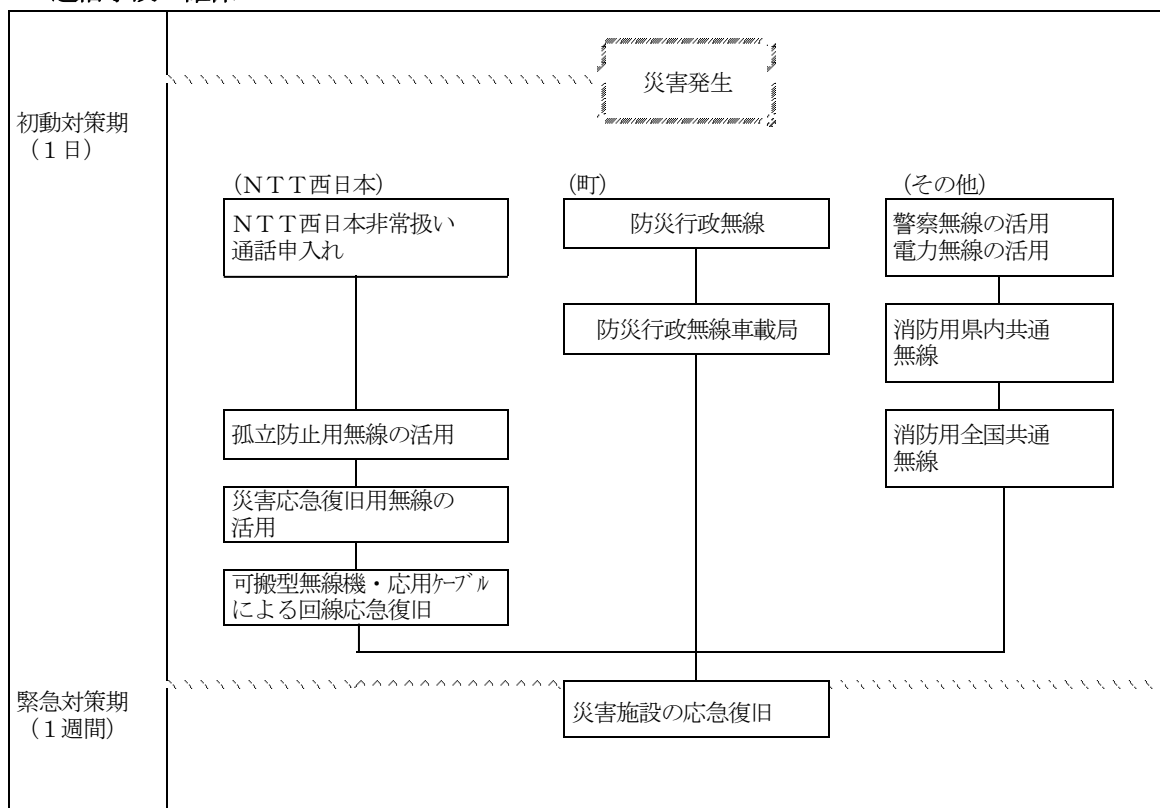 災害発生
初動対策期
（１日）
（ＮＴＴ西日本）
ＮＴＴ西日本非常扱い
通話申入れ
孤立防止用無線の活用
災害応急復旧用無線の
活用
可搬型無線機・応用ｹｰﾌﾞﾙ
による回線応急復旧
（町）
防災行政無線
防災行政無線車載局
（その他）
警察無線の活用
電力無線の活用
消防用県内共通
無線
消防用全国共通
無線
緊急対策期
（１週間）
災害施設の応急復旧